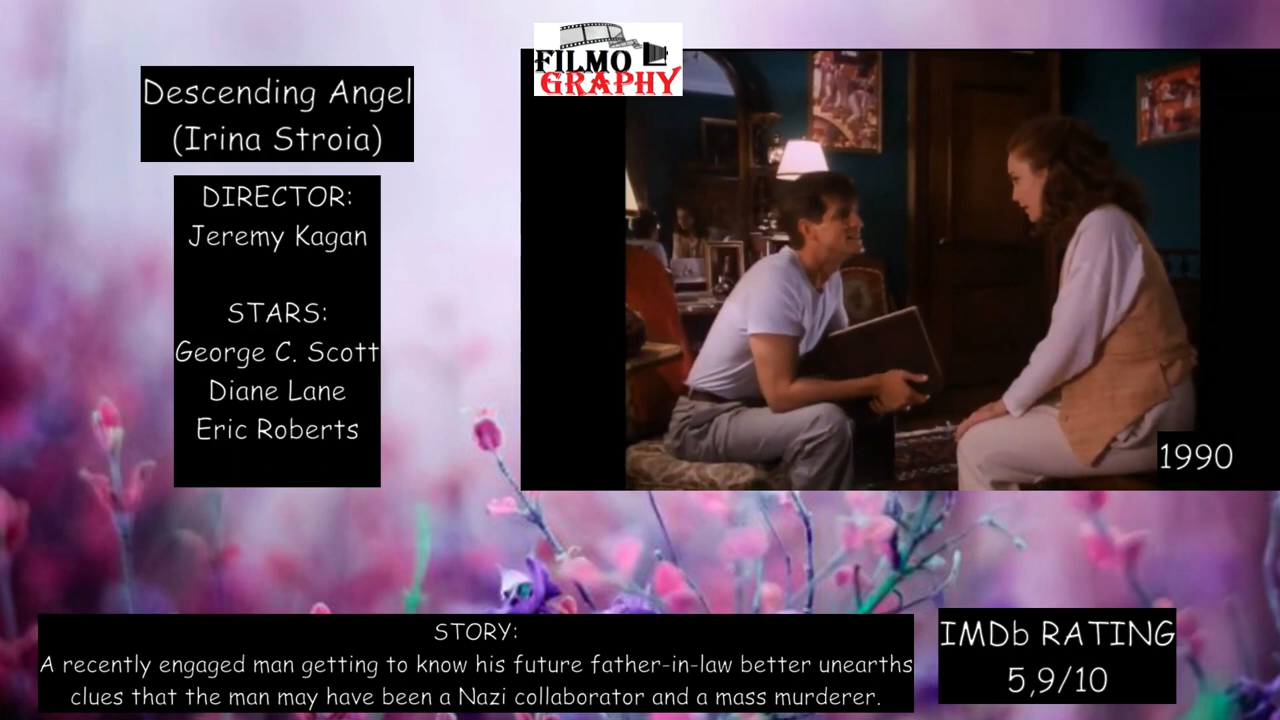 FILMO
GRAPHY
Descending Angel
(Irina Stroia)
DIRECTOR:
Jeremy Kagan
STARS:
George C. Scott
Diane Lane
Eric Roberts
1990
STORY:
A recently engaged man getting to know his future father-in-law better unearths
clues that the man may have been a Nazi collaborator and a mass murderer.
IMDb RATING
5,9/10